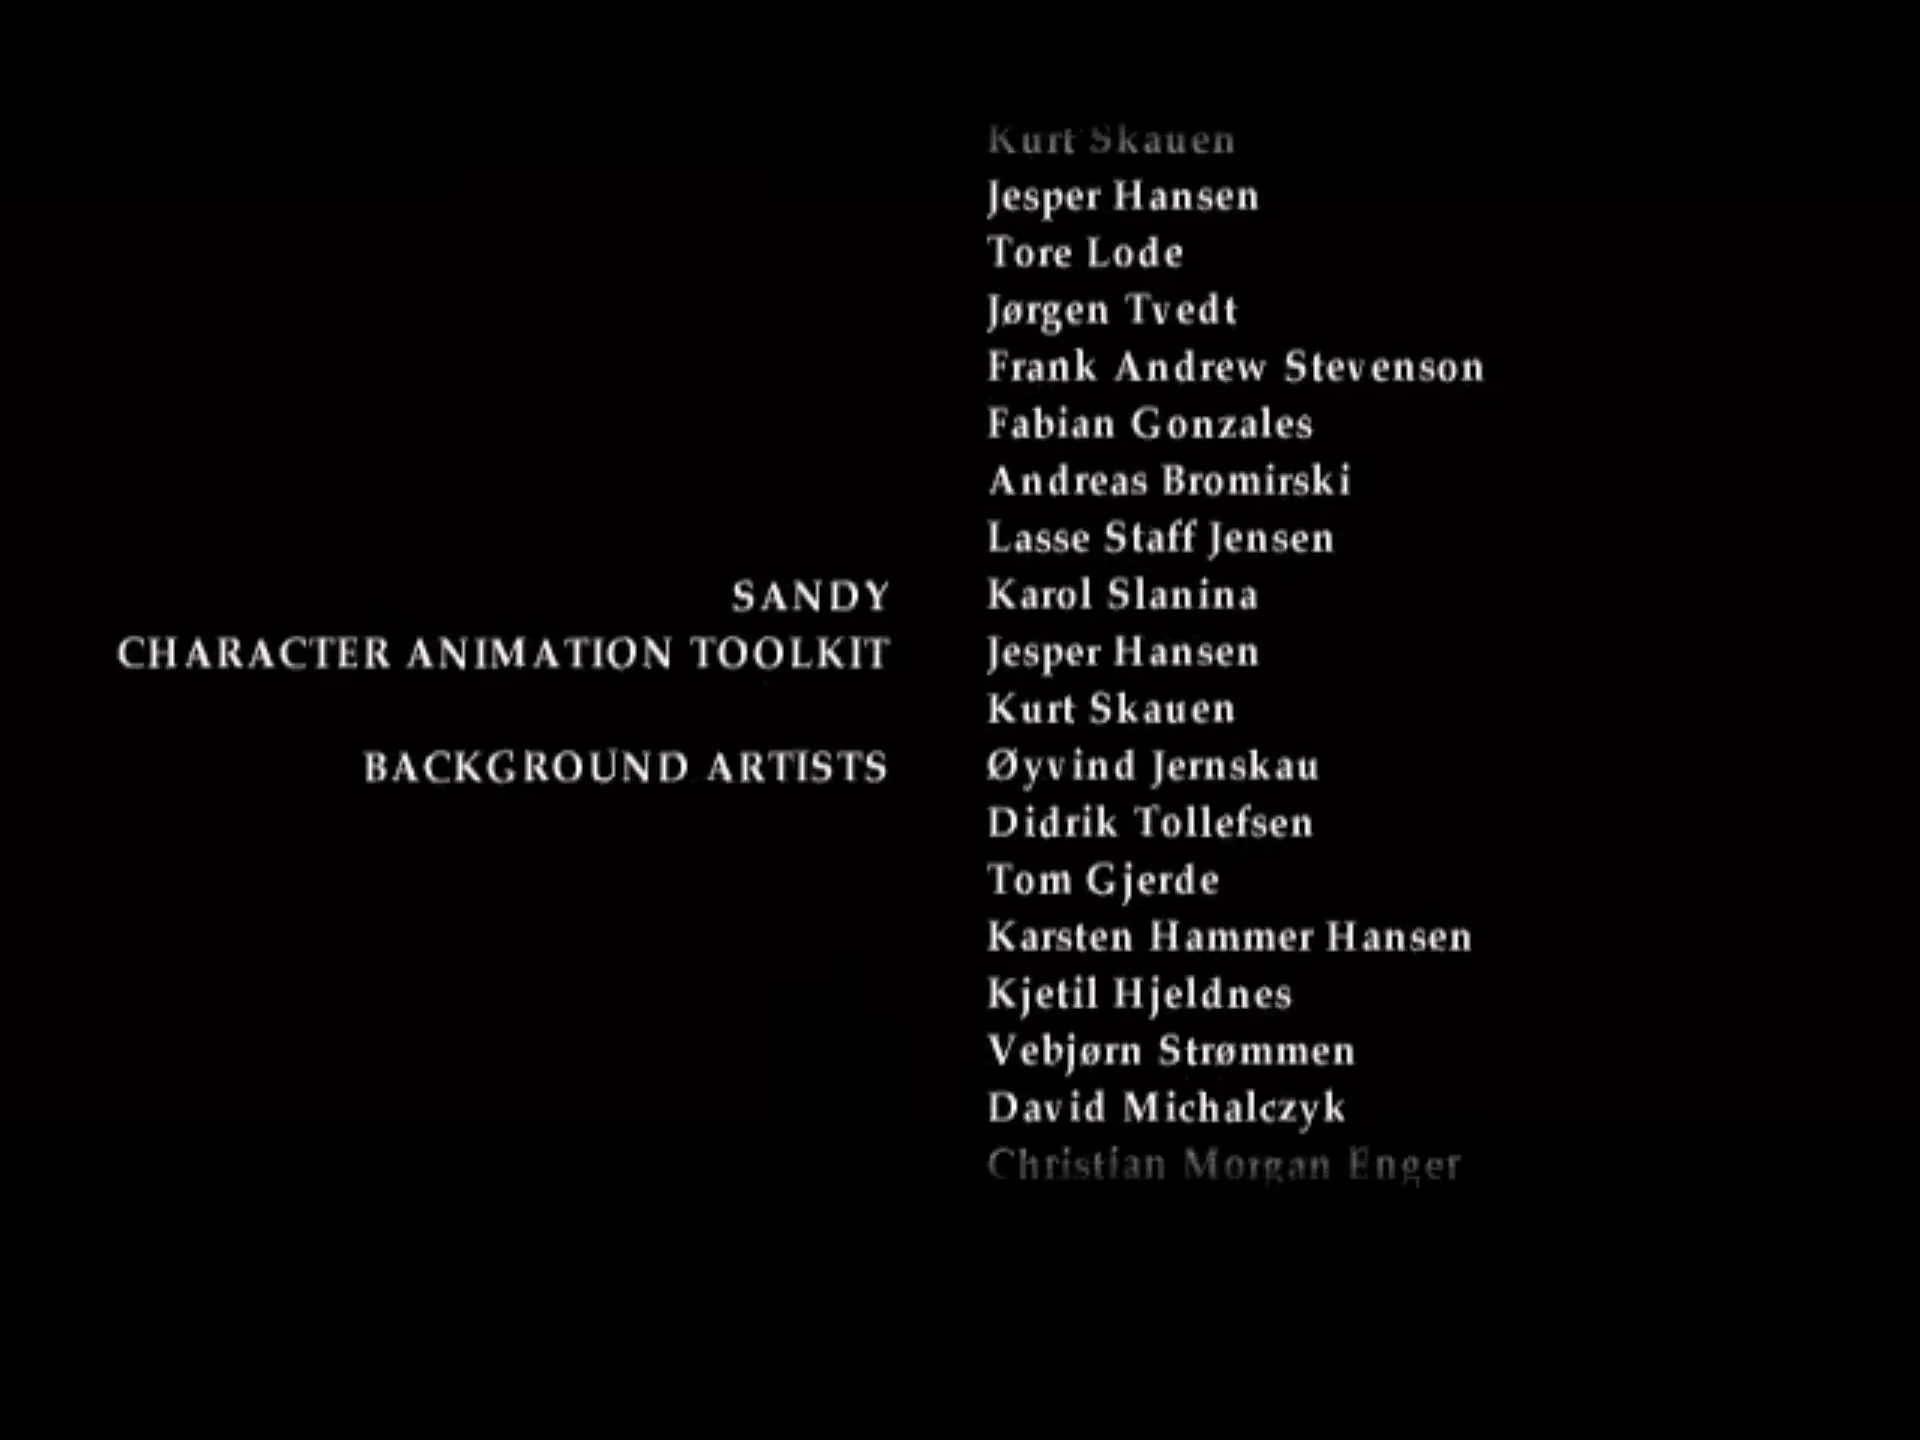 Kurt Skauen
Jesper Hansen
Tore Lode
Jørgen Tvedt
Frank Andrew Stevenson
Fabian Gonzales
Andreas Bromirski
Lasse Staff Jensen
SANDY Karol Slanina
CHARACTER ANIMATION TOOLKIT Jesper Hansen
Kurt Skauen
BACKGROUND ARTISTS Øyvind Jernskau
Didrik Tollefsen
Tom Gjerde
Karsten Hammer Hansen
Kjetil Hjeldnes
Vebjørn Strømmen
David Michalczyk
Christian Morgan Enger